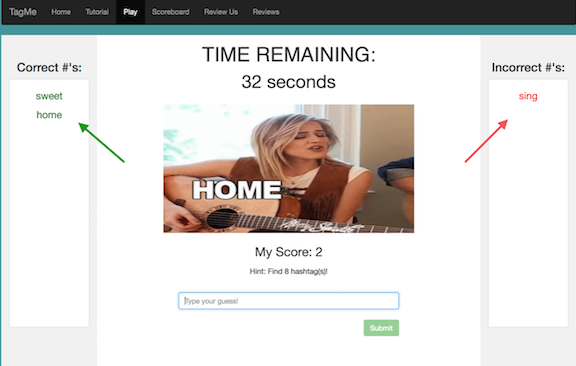 TagMe Home Tutorial Play Scoreboard Review Us Reviews
TIME REMAINING:
32 seconds
Correct #'s:
sweet
home
Incorrect #'s:
sing
HOME
My Score: 2
Hint: Find 8 hashtag(s)!
Type your guess!
Submit